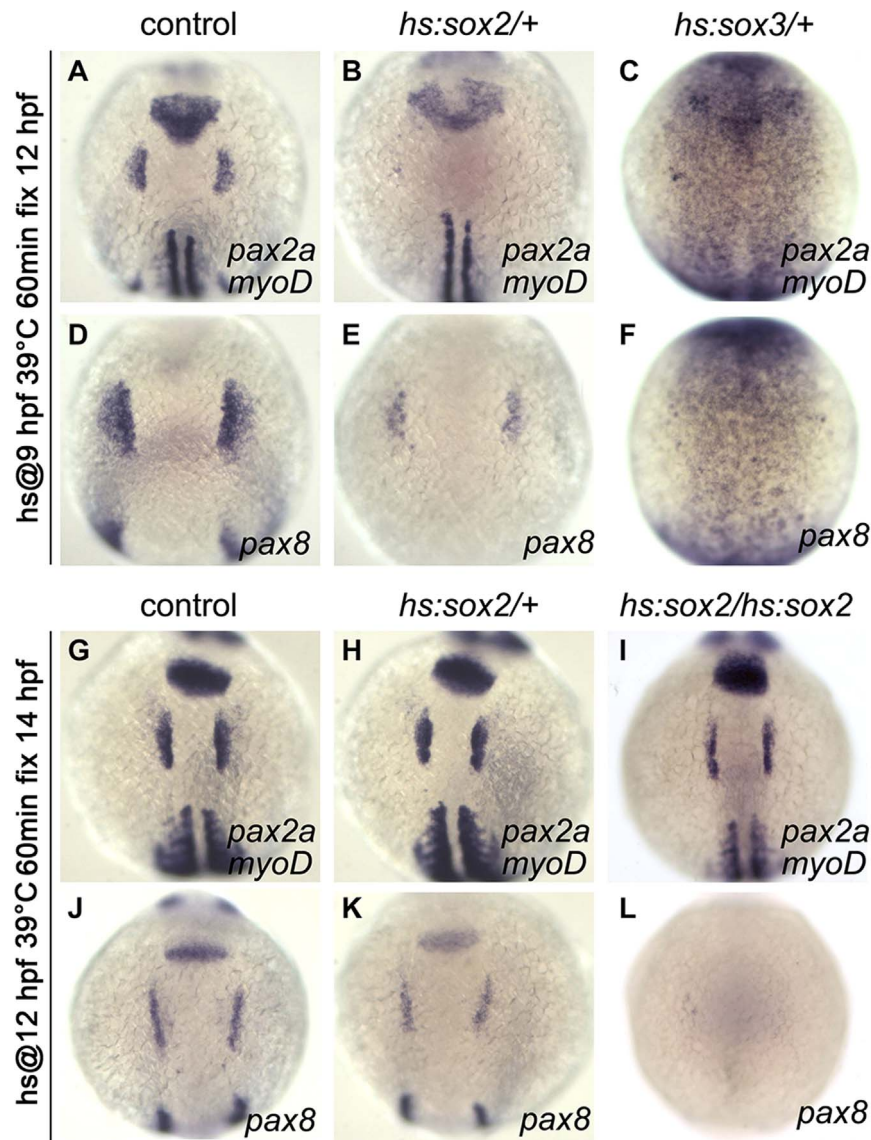 control
hs:sox2/+
hs:sox3/+
hs@9 hpf 39°C 60min fix 12 hpf
A
pax2a
myoD
B
pax2a
myoD
C
pax2a
myoD
D
pax8
E
pax8
F
pax8
control
hs:sox2/+
hs:sox2/hs:sox2
hs@12 hpf 39°C 60min fix 14 hpf
G
pax2a
myoD
H
pax2a
myoD
I
pax2a
myoD
J
pax8
K
pax8
L
pax8